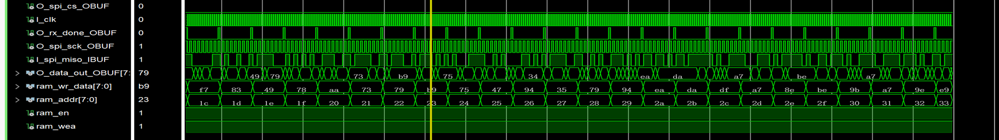 O_spi_cs_OBUF 0
I_clk 0
O_rx_done_OBUF 0
O_spi_sck_OBUF 1
I_spi_miso_IBUF 1
O_data_out_OBUF[7: 79 49 79 73 b9 75 34 ea da a7 be a7
ram_wr_data[7:0] b9 f7 83 49 78 aa 73 79 b9 75 47 94 35 79 94 ea da df a7 8e be 9b a7 9e e9
ram_addr[7:0] 23 1c 1d 1e 1f 20 21 22 23 24 25 26 27 28 29 2a 2b 2c 2d 2e 2f 30 31 32 33
ram_en 1
ram_wea 1